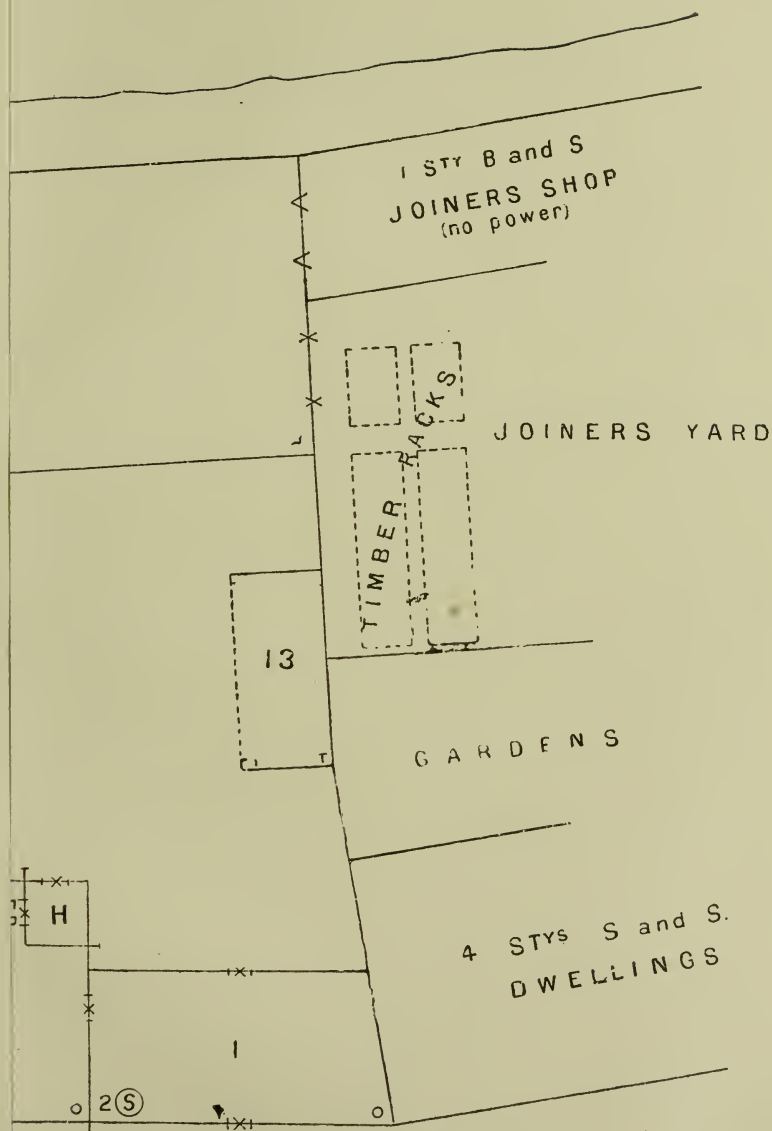 1 STY B and S
JOINERS SHOP
(no power)
TIMBER RACKS
JOINERS YARD
13
GARDENS
H
4 STYS S and S.
DWELLINGS
1
2 S